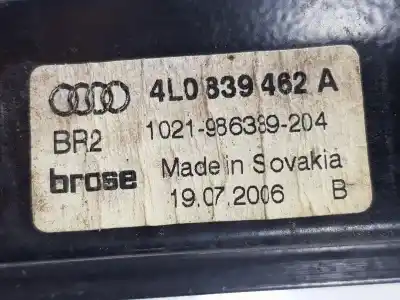 4L0 839 462 A
BR2 1021-986389-204
brose Made in Sovakia
19.07.2006 B